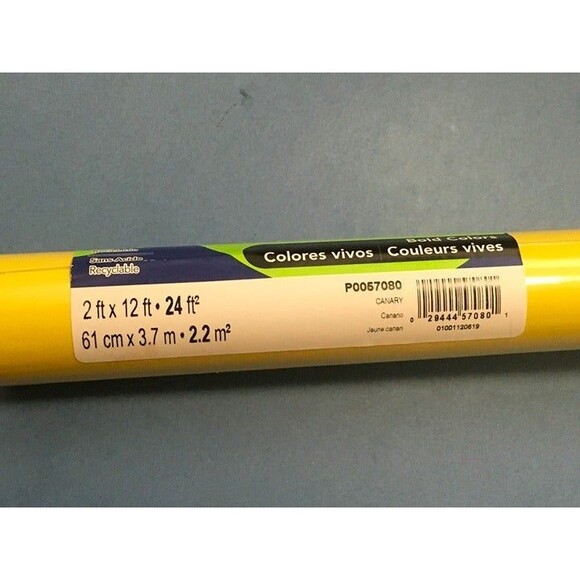 Bold Colors
Colores vivos | Couleurs vives
Sans Acide
Recyclable
2 ft x 12 ft • 24 ft²
61 cm x 3.7 m • 2.2 m²
P0057080
CANARY
Canario
Jaune canari
0 29444 57080 1
01001120619